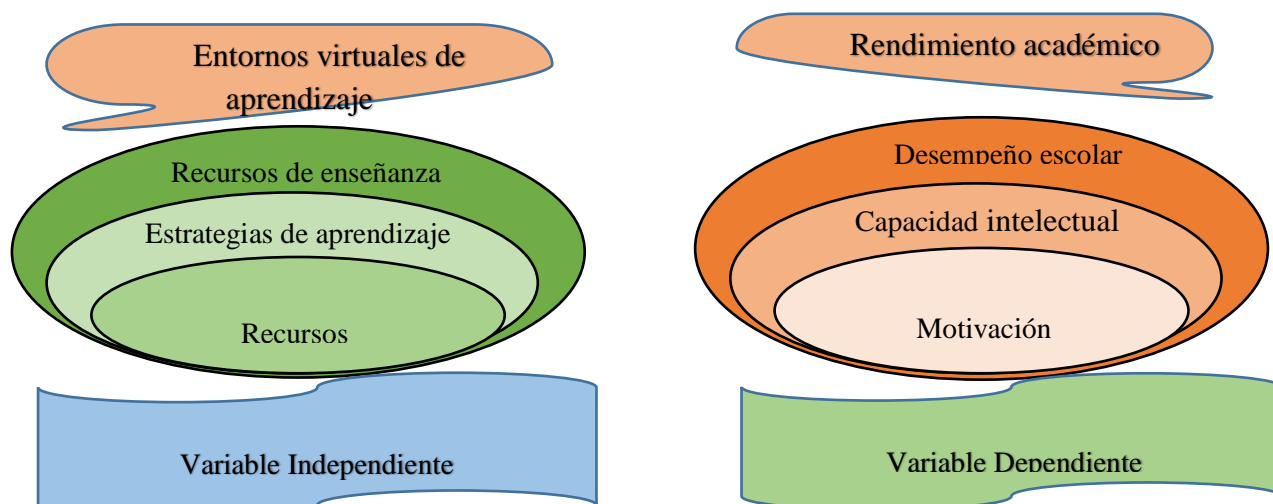 Entornos virtuales de
aprendizaje
Recursos de enseñanza
Estrategias de aprendizaje
Recursos
Variable Independiente
Rendimiento académico
Desempeño escolar
Capacidad intelectual
Motivación
Variable Dependiente